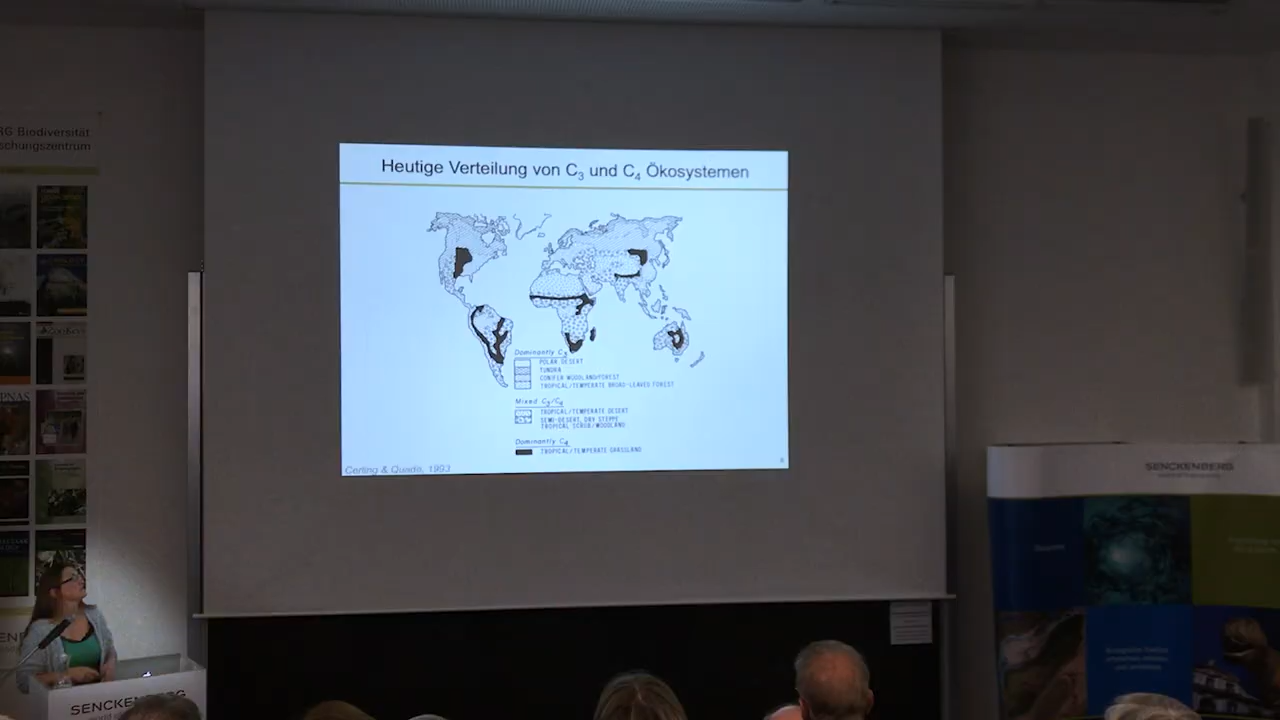 RG Biodiversität
schungszentrum
Heutige Verteilung von C3 und C4 Ökosystemen
Dominantly C3
POLAR DESERT
TUNDRA
CONIFER WOODLAND/FOREST
TROPICAL/TEMPERATE BROAD-LEAVED FOREST
Mixed C3/C4
TROPICAL/TEMPERATE DESERT
SEMI-DESERT, DRY STEPPE
TROPICAL SCRUB/WOODLAND
Dominantly C4
TROPICAL/TEMPERATE GRASSLAND
Cerling & Quade, 1993
SENCKENBERG
SENCKENBERG